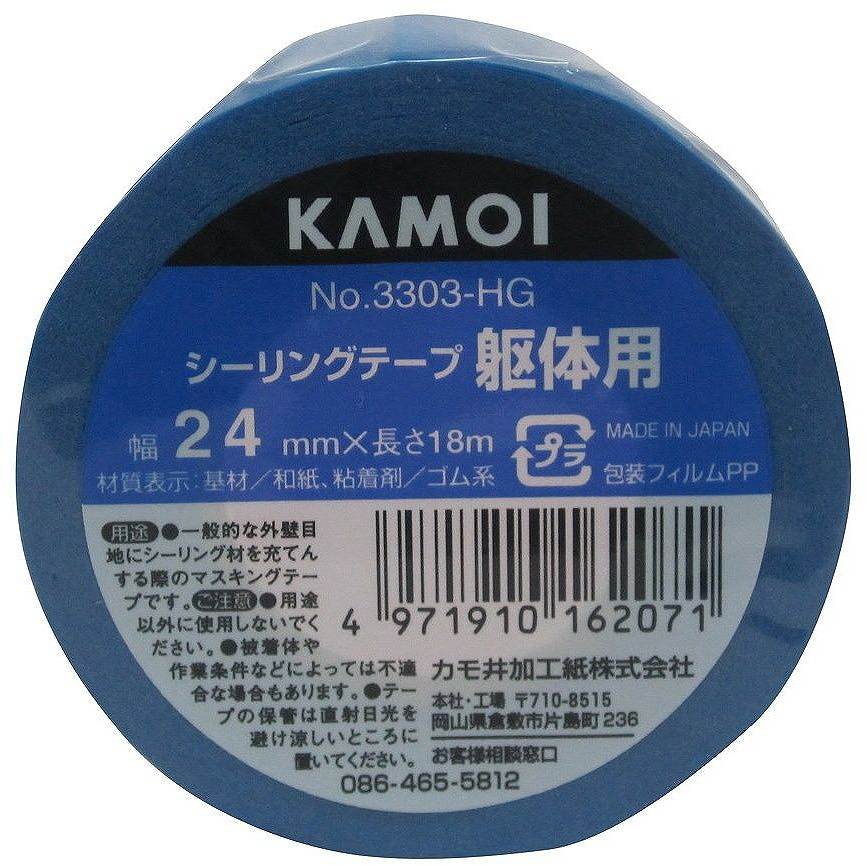 KAMOI
No.3303-HG
シーリングテープ 躯体用
幅 24 mm×長さ18m
プラ
MADE IN JAPAN
材質表示：基材／和紙、粘着剤／ゴム系
包装フィルムPP
用途 ●一般的な外壁目
地にシーリング材を充てん
する際のマスキングテー
プです。ご注意 ●用途
以外に使用しないでく
ださい。●被着体や
作業条件などによっては不適
合な場合もあります。●テー
プの保管は直射日光を
避け涼しいところに
置いてください。
4 971910 162071
カモ井加工紙株式会社
本社・工場 〒710-8515
岡山県倉敷市片島町236
お客様相談窓口
086-465-5812